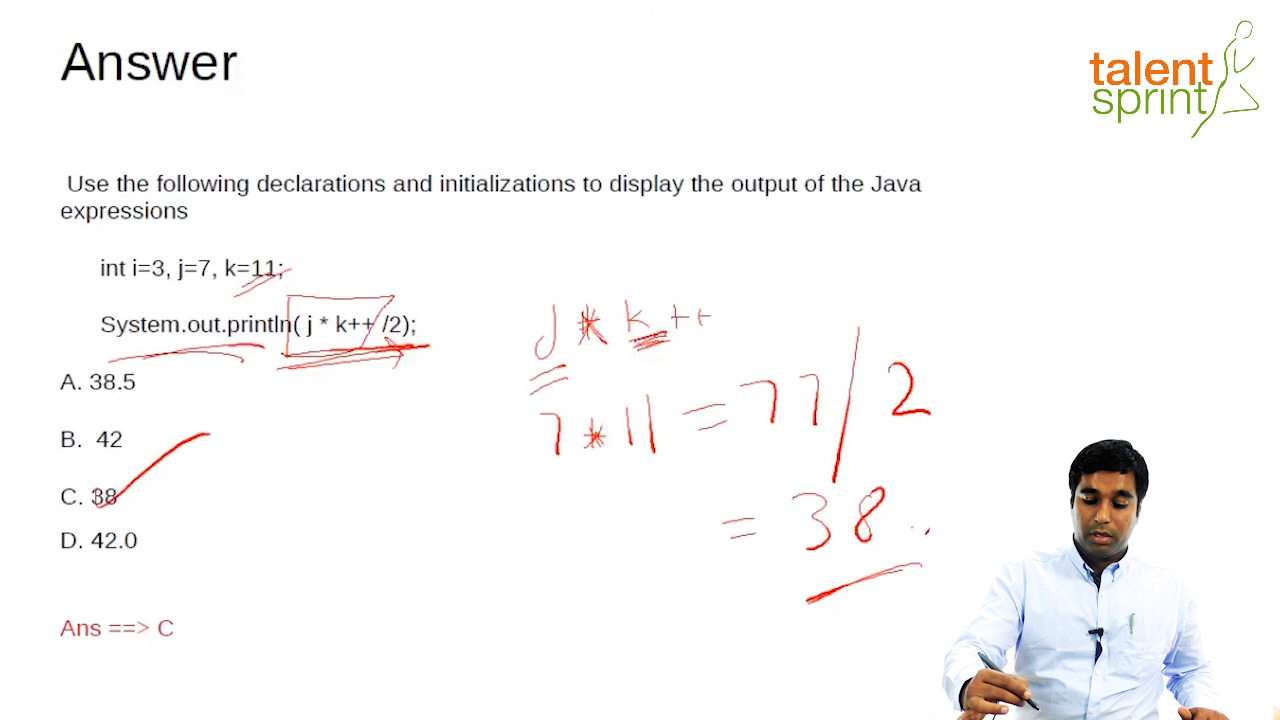 Answer
talent
sprint
Use the following declarations and initializations to display the output of the Java
expressions
int i=3, j=7, k=11;
System.out.println( j * k++ /2);
A. 38.5
B. 42
C. 38
D. 42.0
Ans ==> C
j * k ++
7 * 11 = 77 / 2
= 38